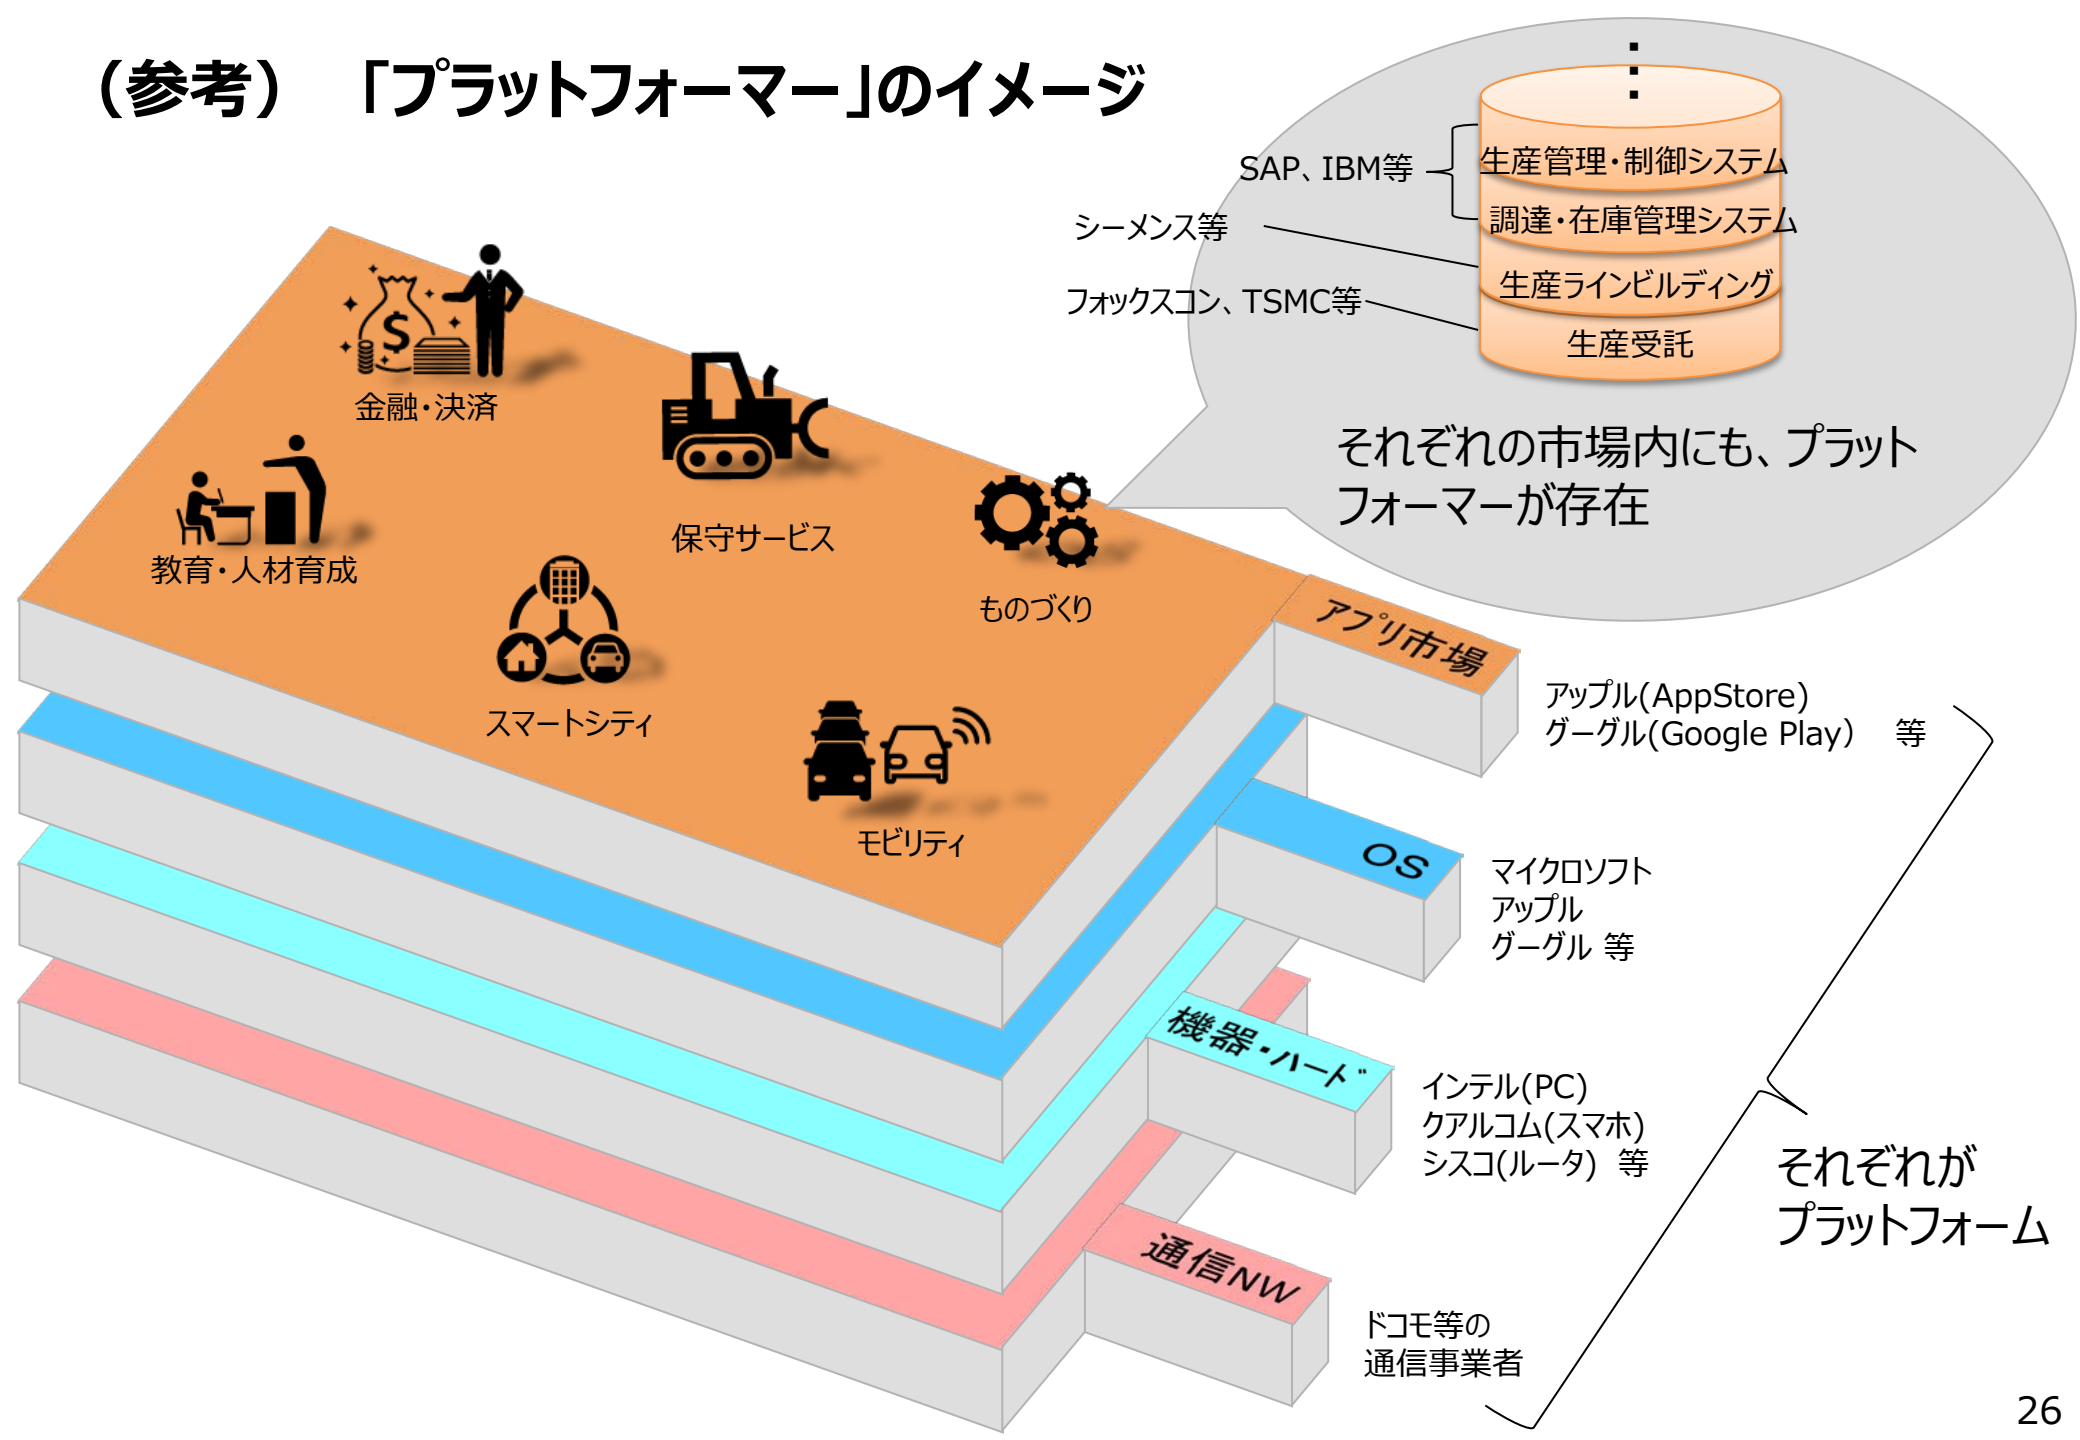 （参考）「プラットフォーマー」のイメージ
生産管理・制御システム
調達・在庫管理システム
生産ラインビルディング
生産受託
SAP、IBM等
シーメンス等
フォックスコン、TSMC等
それぞれの市場内にも、プラット
フォーマーが存在
金融・決済
保守サービス
ものづくり
教育・人材育成
スマートシティ
モビリティ
アプリ市場
アップル(AppStore)
グーグル(Google Play） 等
OS
マイクロソフト
アップル
グーグル 等
機器・ハード
インテル(PC)
クアルコム(スマホ)
シスコ(ルータ) 等
通信NW
ドコモ等の
通信事業者
それぞれが
プラットフォーム
26